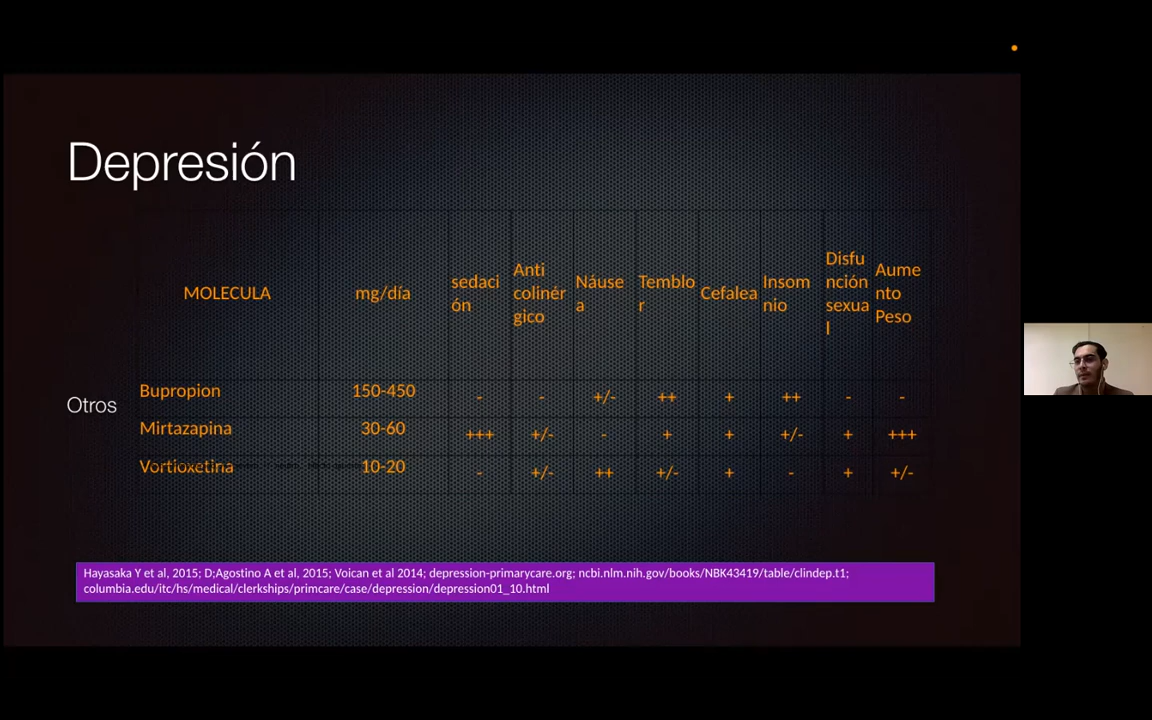 Depresión
MOLECULA mg/día sedaci ón Anti colinér gico Náuse a Temblo r Cefalea Insom nio Disfu nción sexua l Aume nto Peso
Otros
Bupropion 150-450 - - +/- ++ + ++ - -
Mirtazapina 30-60 +++ +/- - + + +/- + +++
Vortioxetina 10-20 - +/- ++ +/- + - + +/-
Hayasaka Y et al, 2015; D;Agostino A et al, 2015; Voican et al 2014; depression-primarycare.org; ncbi.nlm.nih.gov/books/NBK43419/table/clindep.t1;
columbia.edu/itc/hs/medical/clerkships/primcare/case/depression/depression01_10.html